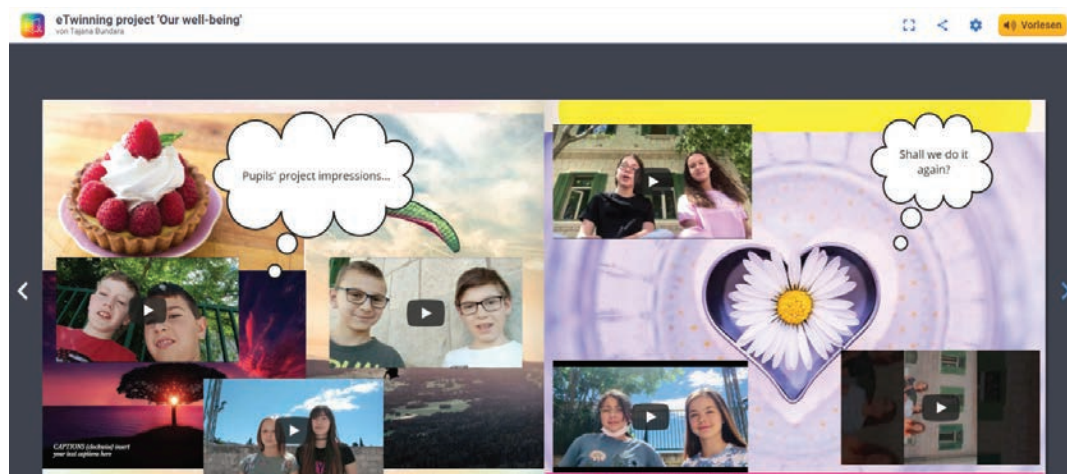 eTwinning project 'Our well-being'
von Tajana Bundara
Vorlesen
Pupils' project impressions...
Shall we do it
again?
CAPTIONS (clockwise) insert
your text captions here